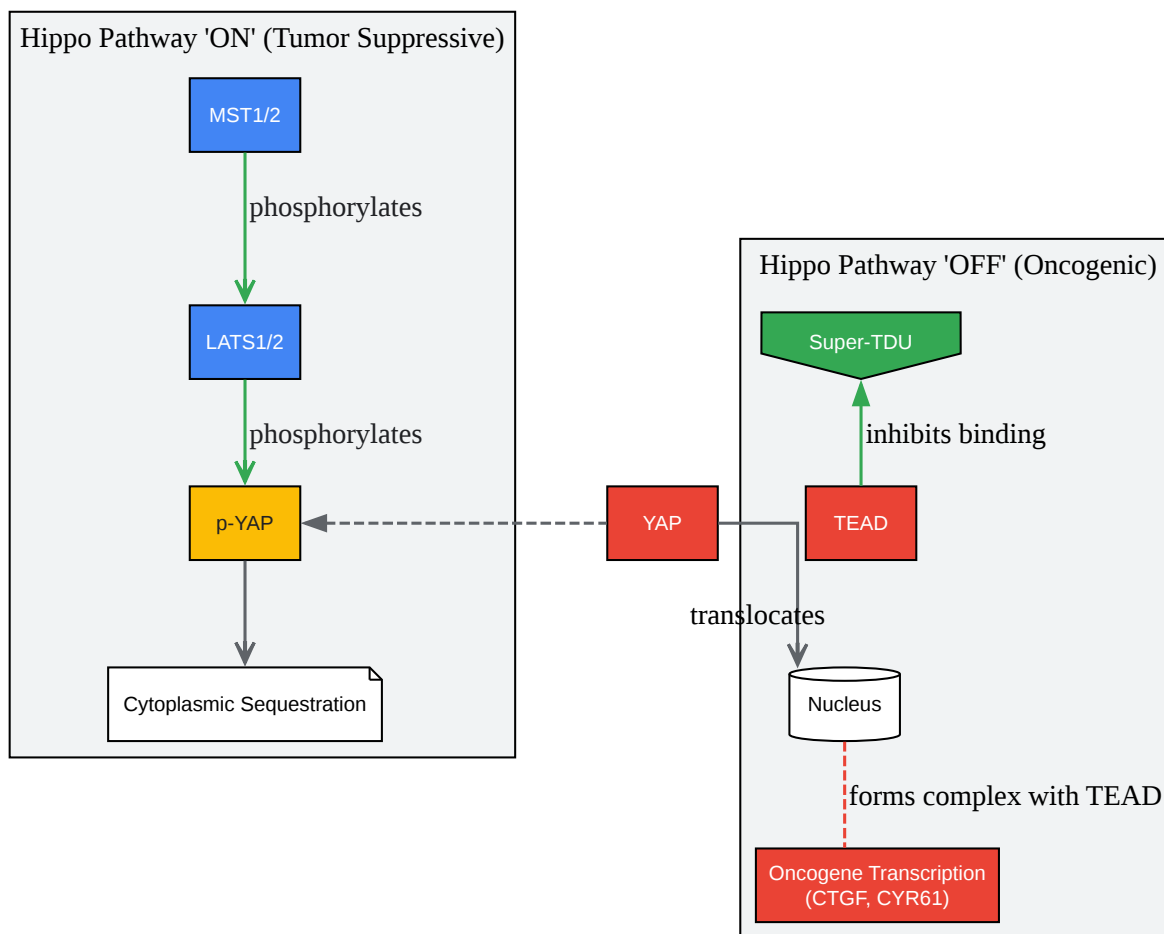 Hippo Pathway 'ON' (Tumor Suppressive)
MST1/2
phosphorylates
LATS1/2
phosphorylates
p-YAP
Cytoplasmic Sequestration
YAP
translocates
Hippo Pathway 'OFF' (Oncogenic)
Super-TDU
inhibits binding
TEAD
Nucleus
forms complex with TEAD
Oncogene Transcription
(CTGF, CYR61)